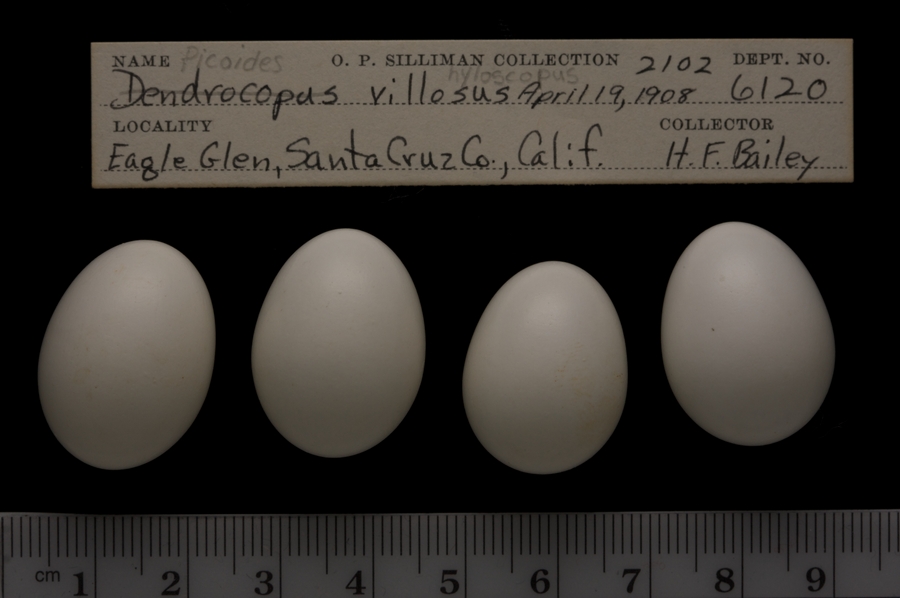 NAME Picoides O. P. SILLIMAN COLLECTION 2102 DEPT. NO.
hyloscopus
Dendrocopus villosus April 19, 1908 6120
LOCALITY COLLECTOR
Eagle Glen, Santa Cruz Co., Calif. H. F. Bailey
cm 1 2 3 4 5 6 7 8 9